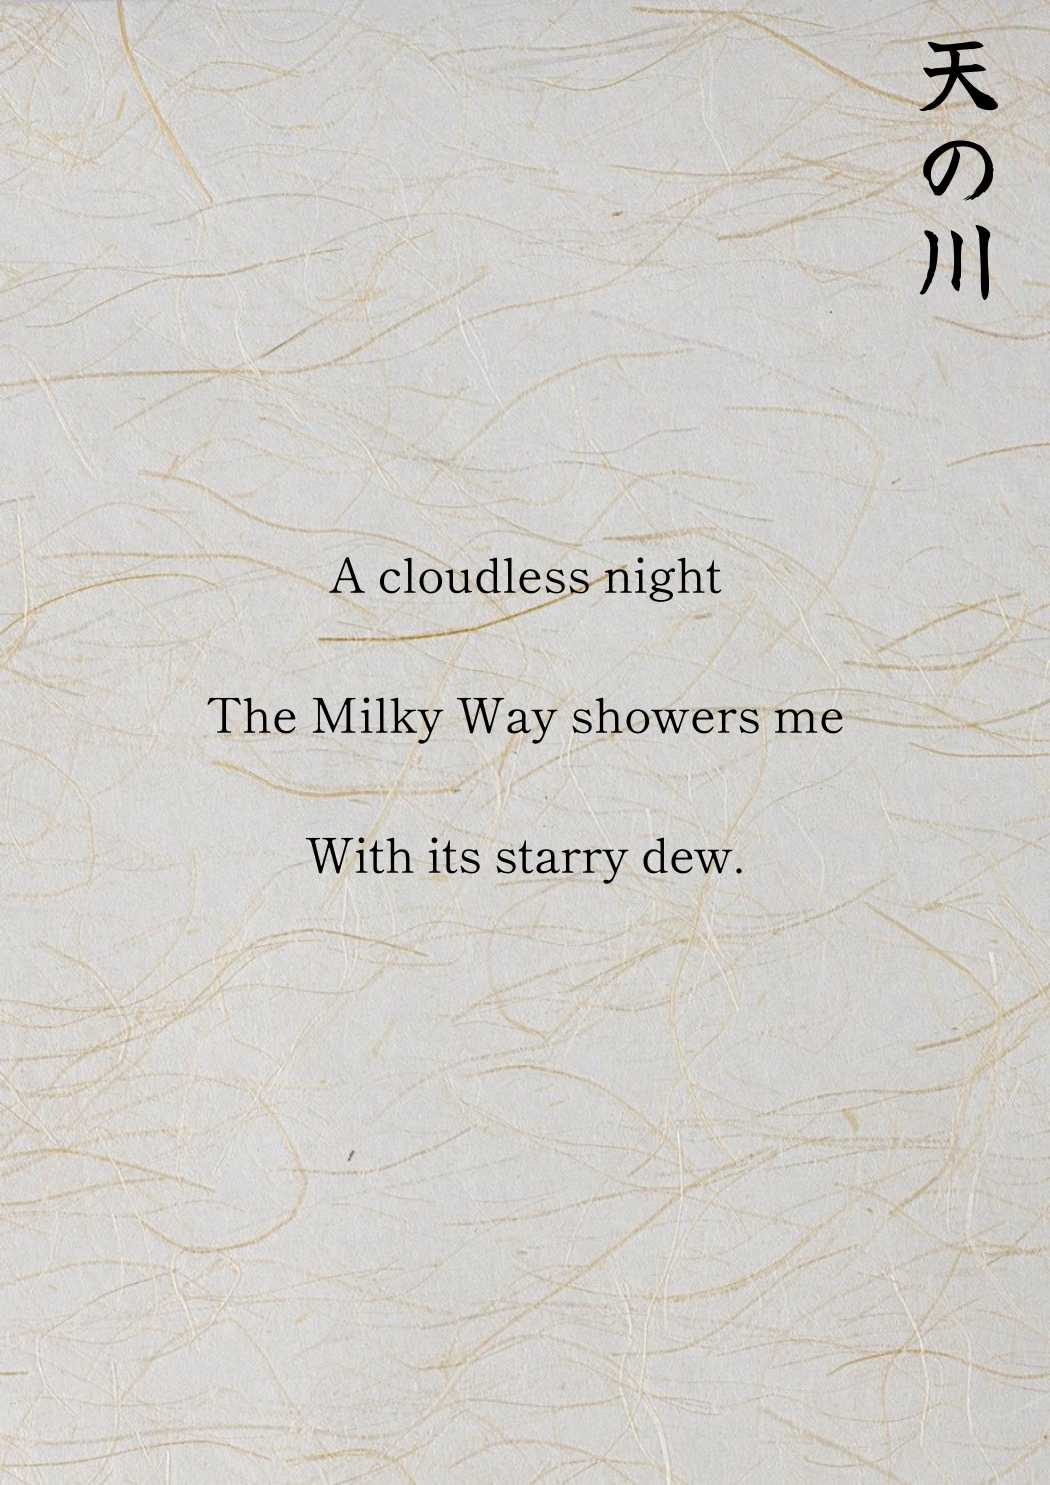 天の川
A cloudless night
The Milky Way showers me
With its starry dew.